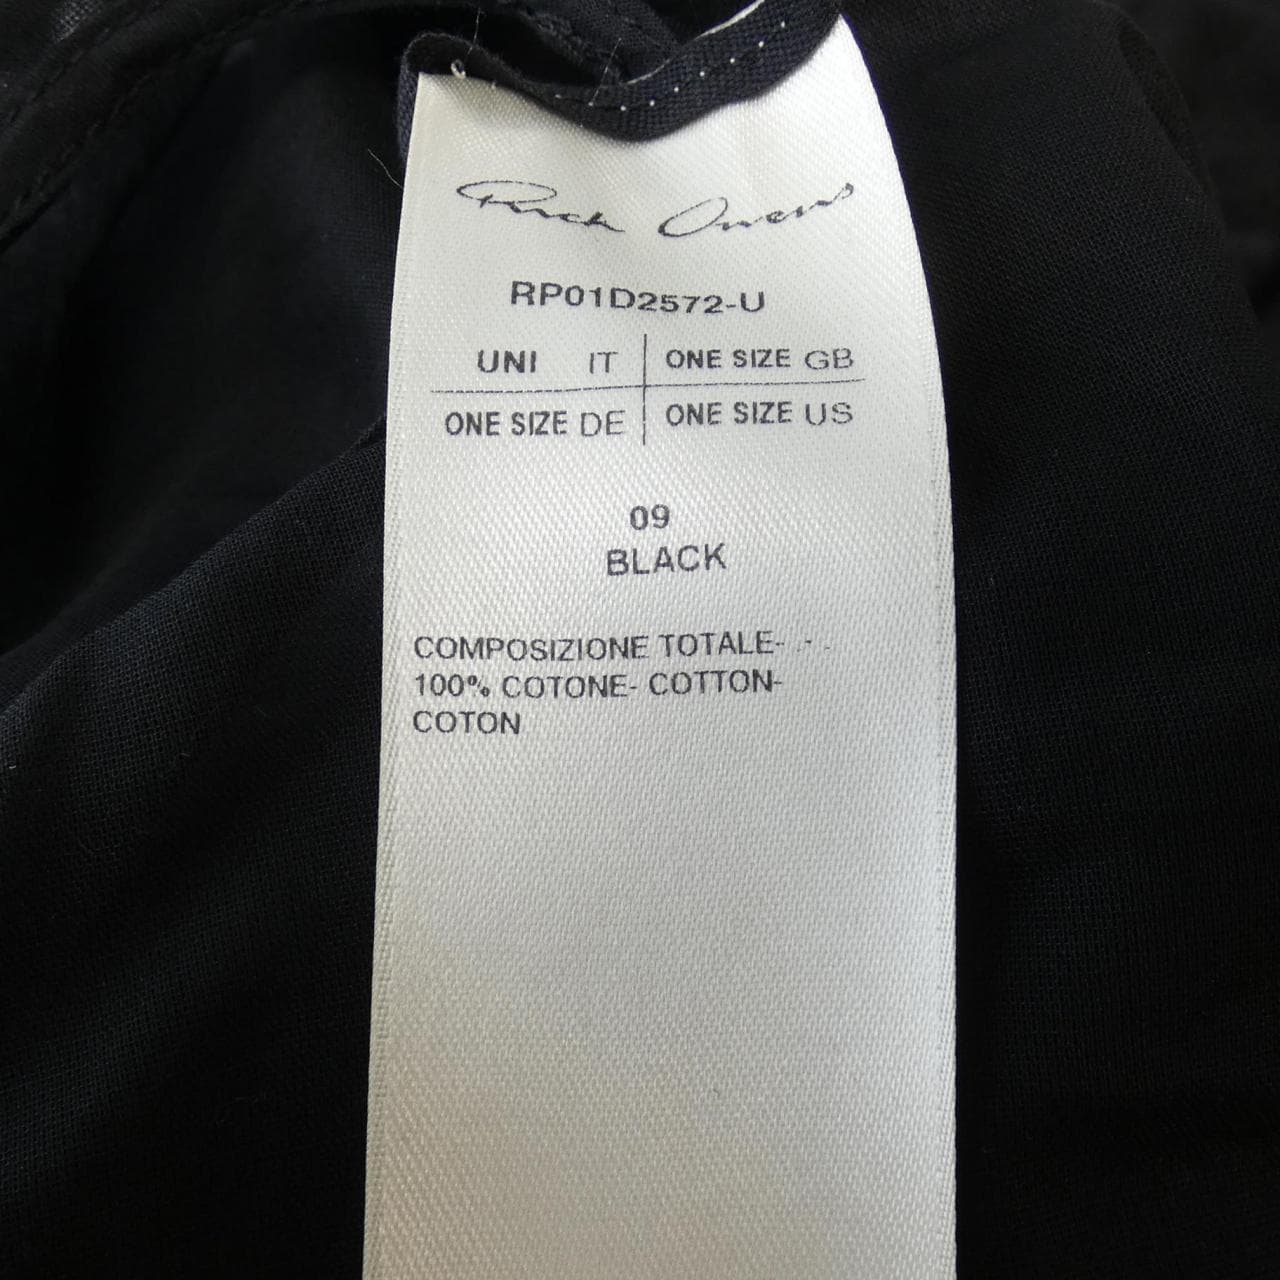 Rick Owens
RP01D2572-U
UNI IT ONE SIZE GB
ONE SIZE DE ONE SIZE US
09
BLACK
COMPOSIZIONE TOTALE- - -
100% COTONE- COTTON-
COTON